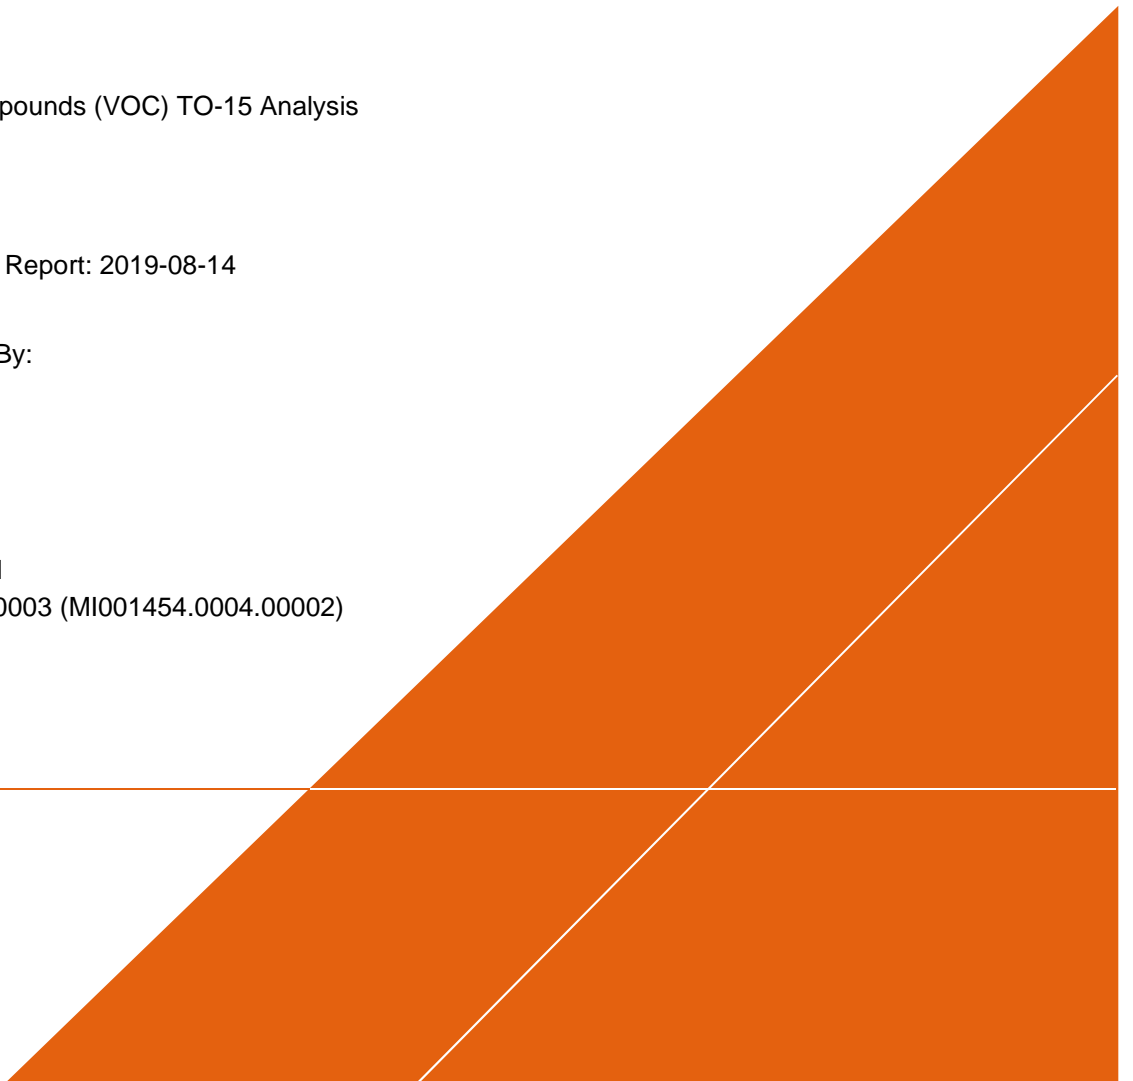 pounds (VOC) TO-15 Analysis
Report: 2019-08-14
By:
0003 (MI001454.0004.00002)